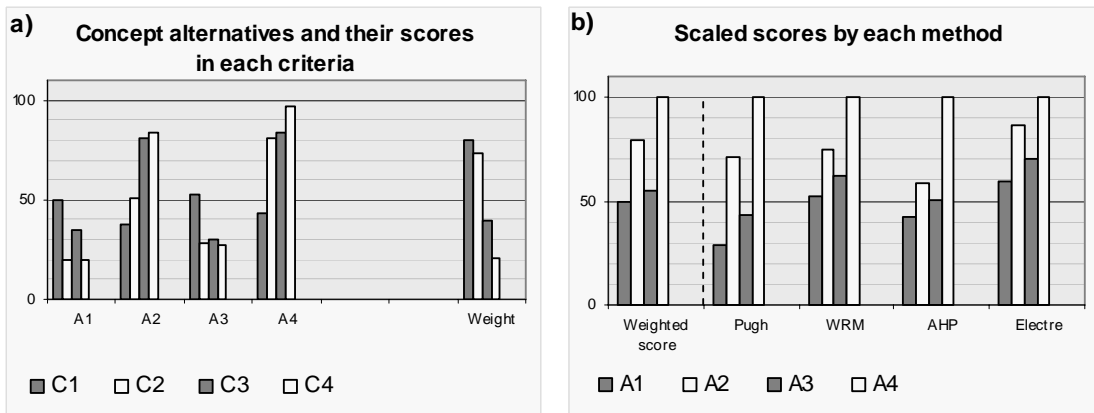 a)
Concept alternatives and their scores
in each criteria
100
50
0
A1 A2 A3 A4 Weight
C1 C2 C3 C4
b)
Scaled scores by each method
100
50
0
Weighted
score
Pugh WRM AHP Electre
A1 A2 A3 A4